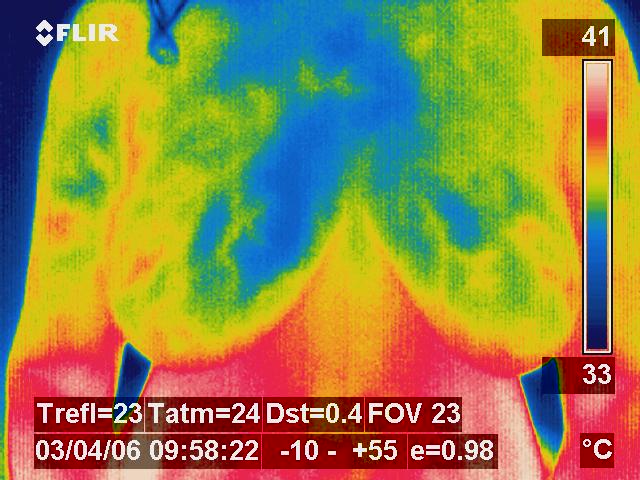 FLIR
41
33
Trefl=23 Tatm=24 Dst=0.4 FOV 23
03/04/06 09:58:22 -10 - +55 e=0.98 °C